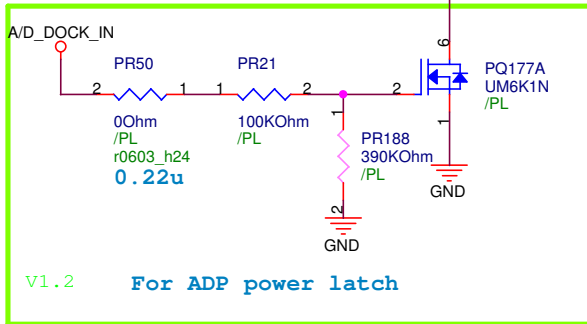 A/D_DOCK_IN
PR50
PR21
6
PQ177A
UM6K1N
/PL
2
1
1
2
2
0Ohm
/PL
r0603_h24
0.22u
100KOhm
/PL
1
PR188
390KOhm
/PL
2
1
GND
GND
V1.2
For ADP power latch